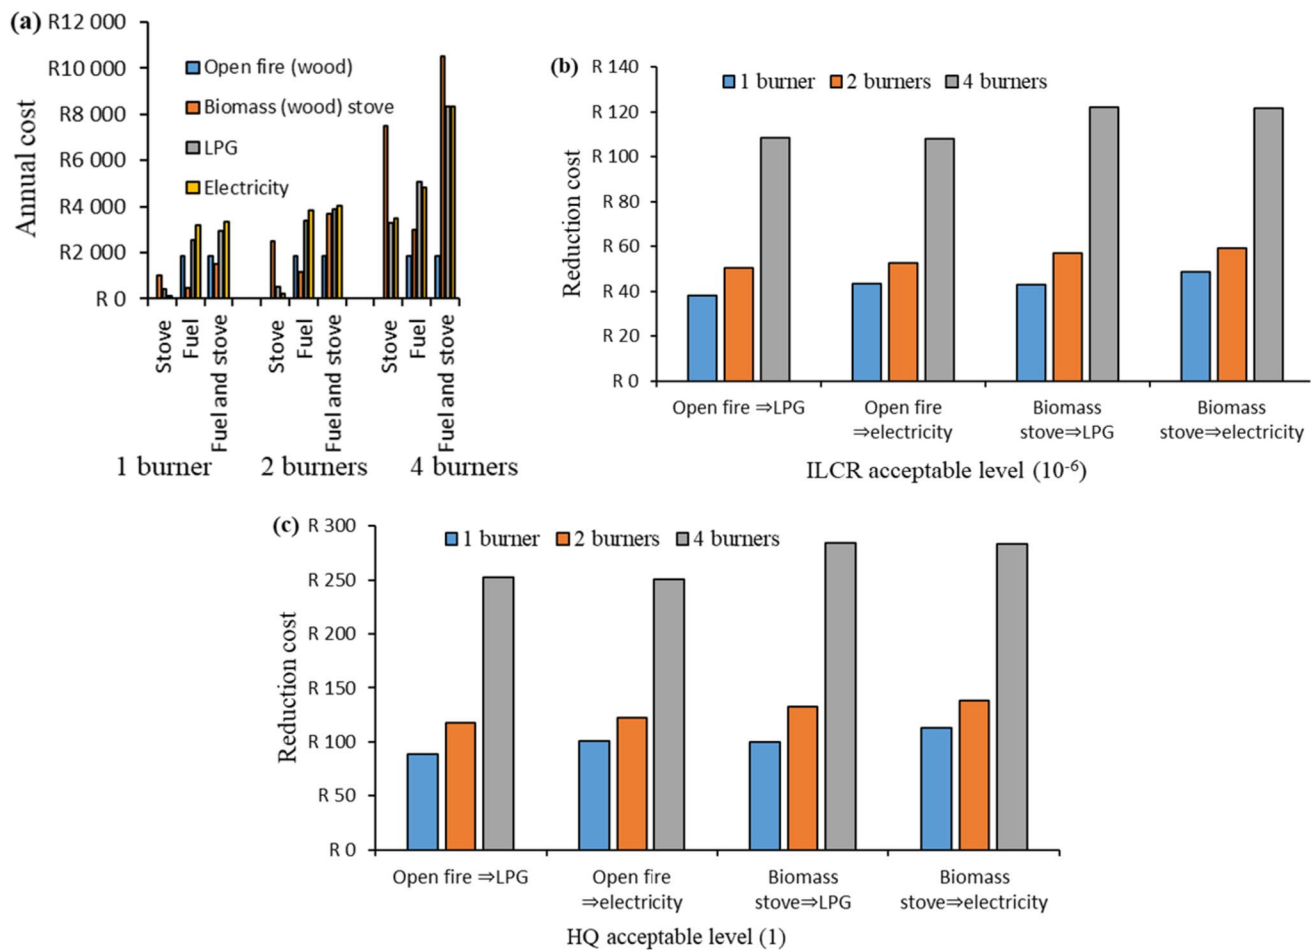 (a)
Annual cost
R12 000
R10 000
R8 000
R6 000
R4 000
R2 000
R 0
Open fire (wood)
Biomass (wood) stove
LPG
Electricity
Stove
Fuel
Fuel and stove
Stove
Fuel
Fuel and stove
Stove
Fuel
Fuel and stove
1 burner
2 burners
4 burners
(b)
Reduction cost
R 140
R 120
R 100
R 80
R 60
R 40
R 20
R 0
1 burner 2 burners 4 burners
Open fire ⇒LPG
Open fire
⇒electricity
Biomass
stove⇒LPG
Biomass
stove⇒electricity
ILCR acceptable level (10⁻⁶)
(c)
Reduction cost
R 300
R 250
R 200
R 150
R 100
R 50
R 0
1 burner 2 burners 4 burners
Open fire ⇒LPG
Open fire
⇒electricity
Biomass
stove⇒LPG
Biomass
stove⇒electricity
HQ acceptable level (1)